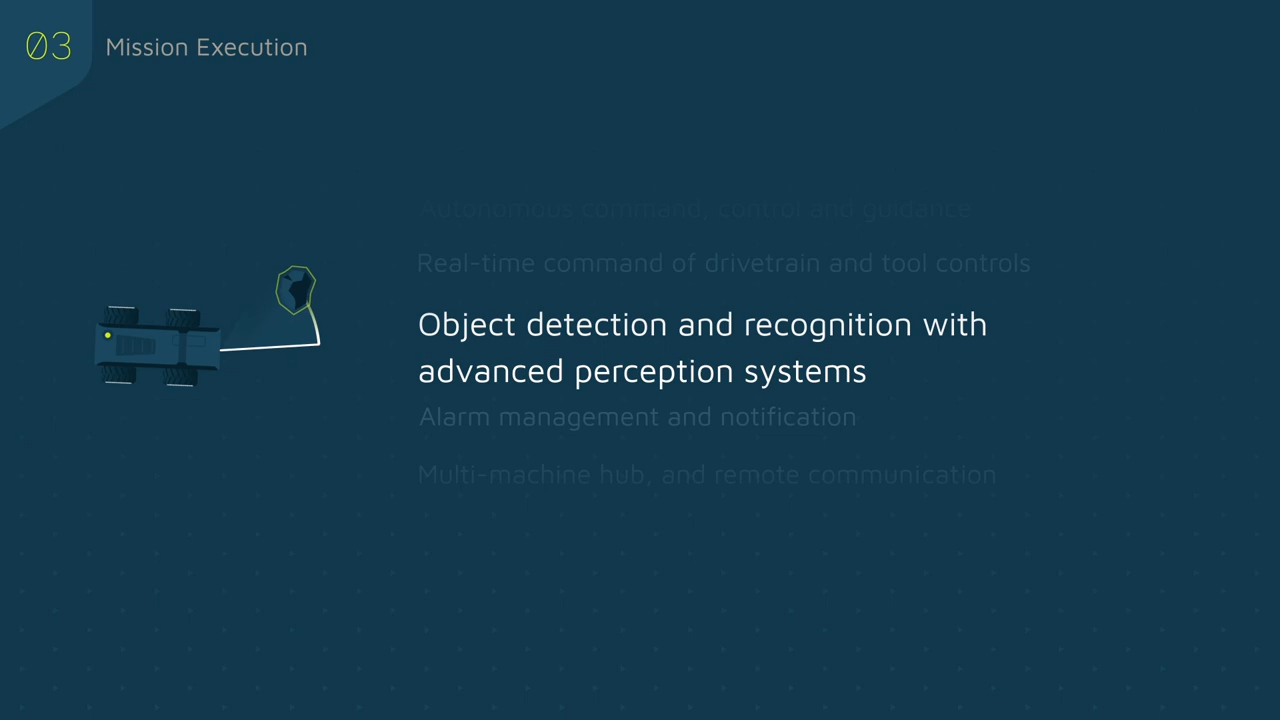 03 Mission Execution
Autonomous command, control and guidance
Real-time command of drivetrain and tool controls
Object detection and recognition with
advanced perception systems
Alarm management and notification
Multi-machine hub, and remote communication